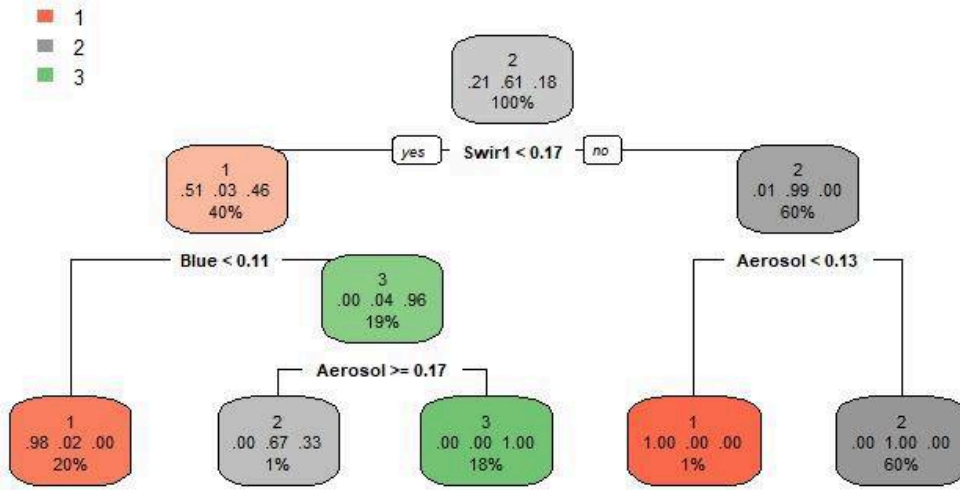 1
2
3
2
.21 .61 .18
100%
yes Swir1 < 0.17 no
1
.51 .03 .46
40%
2
.01 .99 .00
60%
Blue < 0.11
Aerosol < 0.13
3
.00 .04 .96
19%
Aerosol >= 0.17
1
.98 .02 .00
20%
2
.00 .67 .33
1%
3
.00 .00 1.00
18%
1
1.00 .00 .00
1%
2
.00 1.00 .00
60%